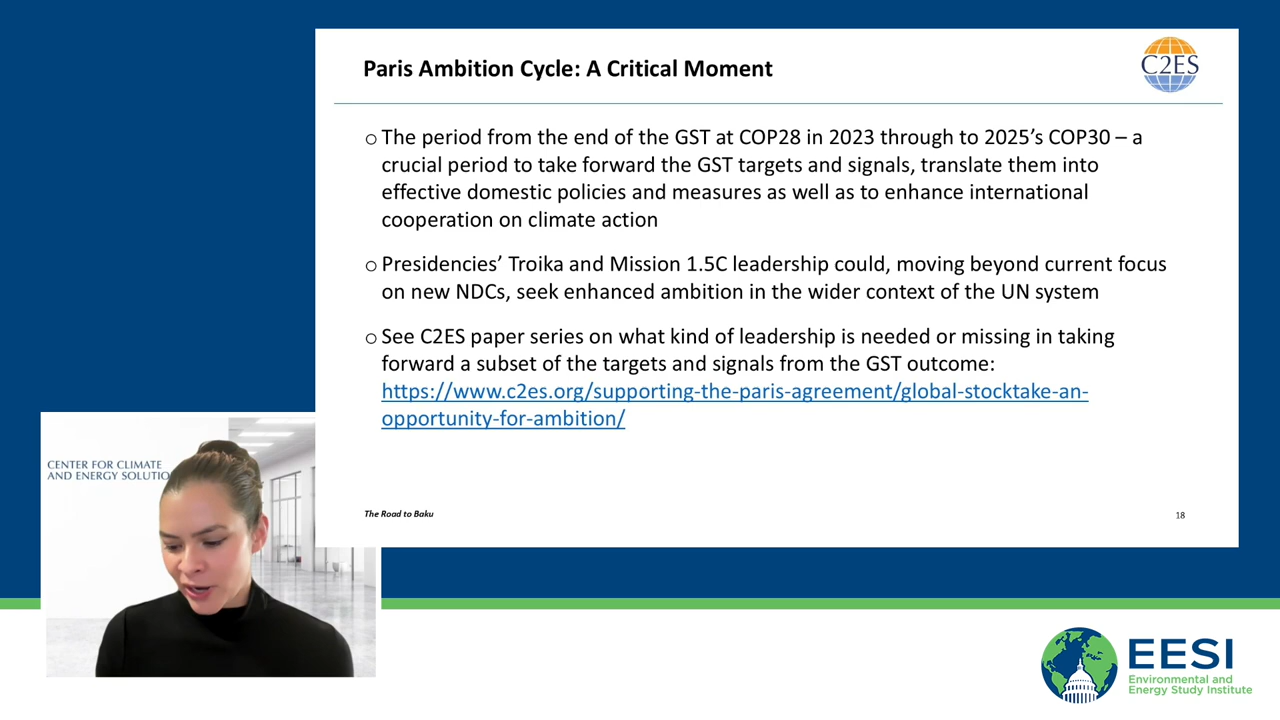 Paris Ambition Cycle: A Critical Moment
C2ES
o The period from the end of the GST at COP28 in 2023 through to 2025’s COP30 – a
crucial period to take forward the GST targets and signals, translate them into
effective domestic policies and measures as well as to enhance international
cooperation on climate action
o Presidencies’ Troika and Mission 1.5C leadership could, moving beyond current focus
on new NDCs, seek enhanced ambition in the wider context of the UN system
o See C2ES paper series on what kind of leadership is needed or missing in taking
forward a subset of the targets and signals from the GST outcome:
https://www.c2es.org/supporting-the-paris-agreement/global-stocktake-an-
opportunity-for-ambition/
The Road to Baku
18
CENTER FOR CLIMATE
AND ENERGY SOLUTIO
EESI
Environmental and
Energy Study Institute